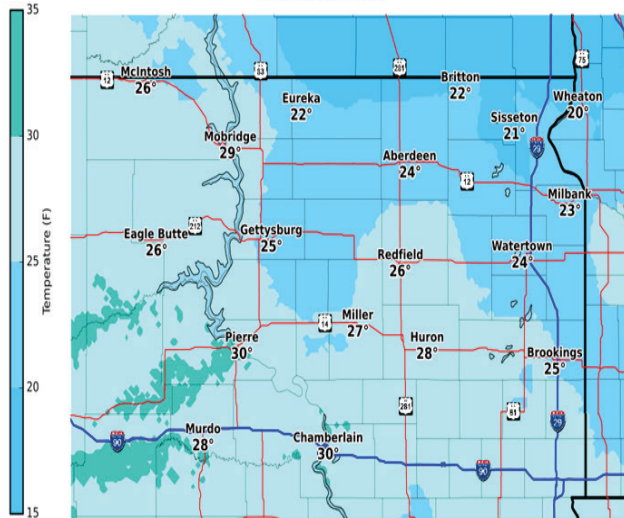 35
30
25
20
15
Temperature (F)
12
McIntosh
26°
83
281
75
Britton
22°
Eureka
22°
Wheaton
20°
Sisseton
21°
29
Mobridge
29°
Aberdeen
24°
12
Milbank
23°
212
Eagle Butte
26°
Gettysburg
25°
Redfield
26°
Watertown
24°
14
Miller
27°
Pierre
30°
Huron
28°
Brookings
25°
281
81
29
90
Murdo
28°
Chamberlain
30°
90